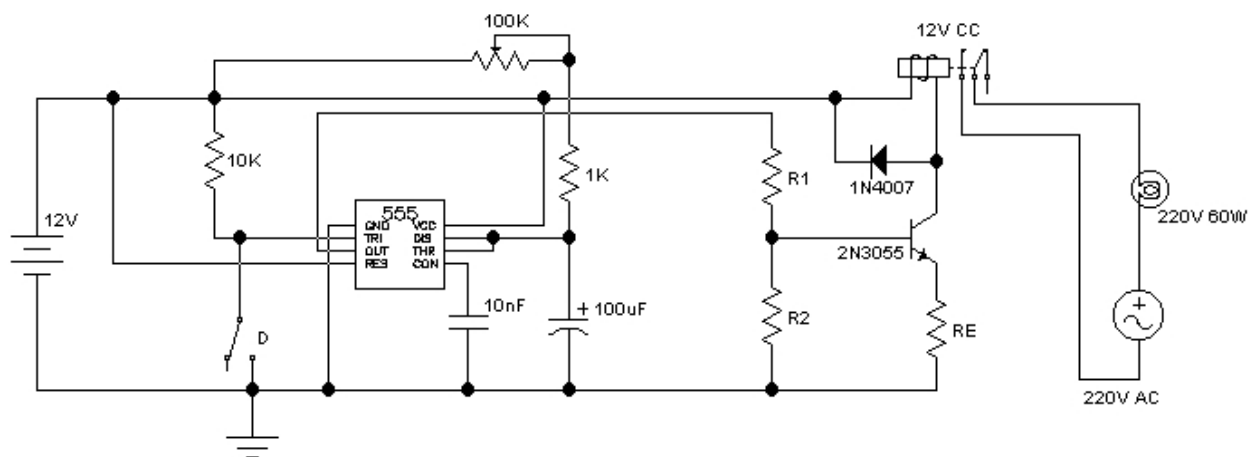 100K
12V CC
10K
1K
R1
1N4007
220V 60W
12V
555
GND VCC
TRI DIS
OUT THR
RES CON
2N3055
10nF
+ 100uF
R2
RE
D
+
220V AC